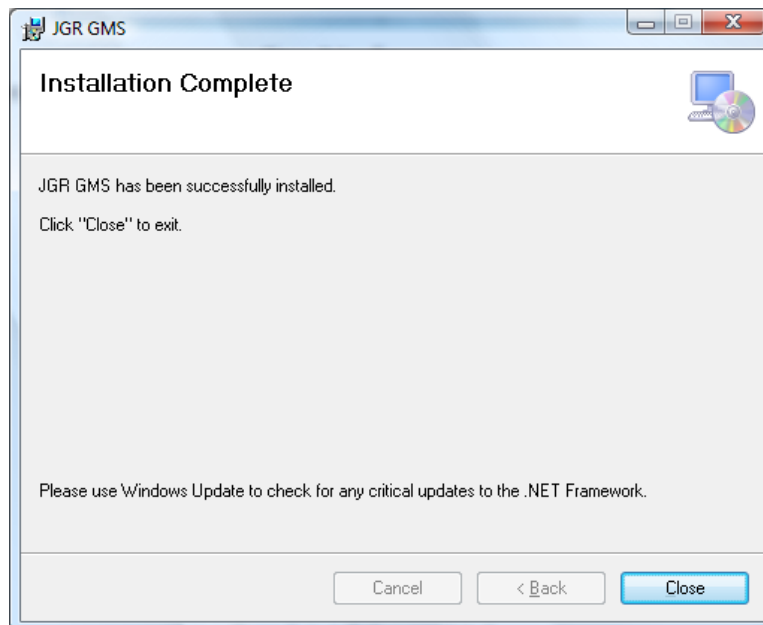 JGR GMS
Installation Complete
JGR GMS has been successfully installed.
Click "Close" to exit.
Please use Windows Update to check for any critical updates to the .NET Framework.
Cancel
< Back
Close